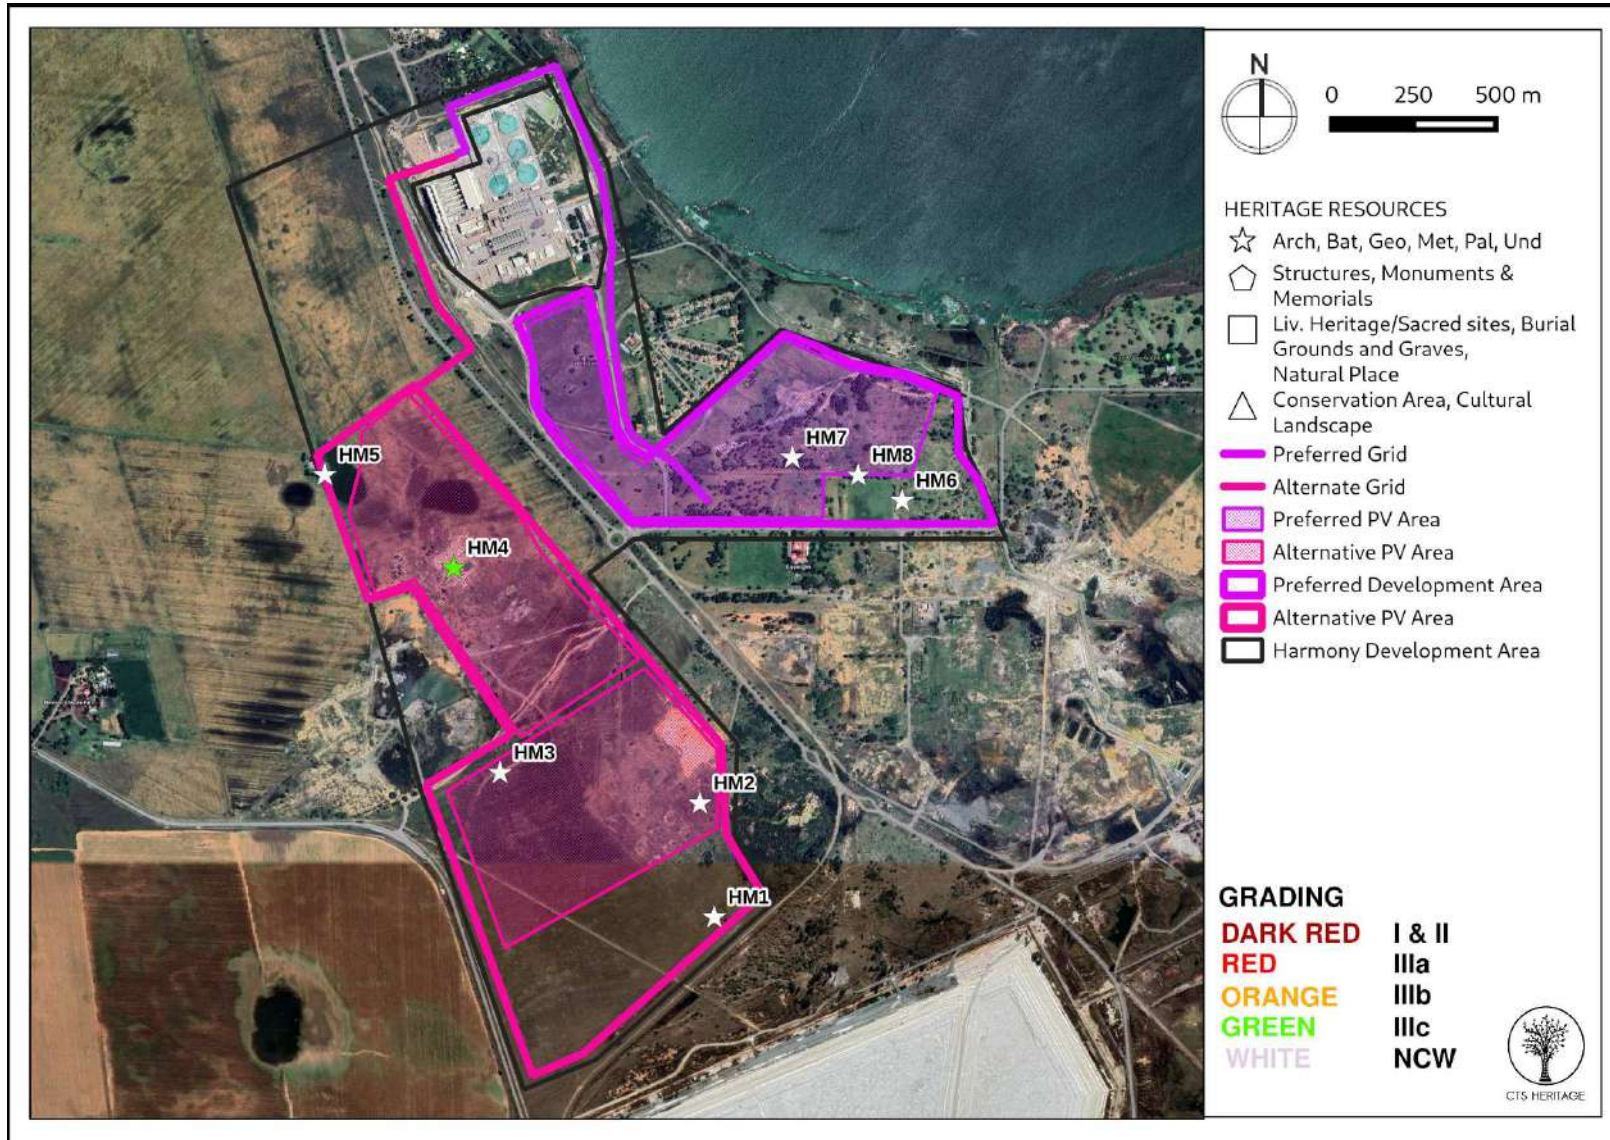 N
0 250 500 m
HERITAGE RESOURCES
Arch, Bat, Geo, Met, Pal, Und
Structures, Monuments &
Memorials
Liv. Heritage/Sacred sites, Burial
Grounds and Graves,
Natural Place
Conservation Area, Cultural
Landscape
Preferred Grid
Alternate Grid
Preferred PV Area
Alternative PV Area
Preferred Development Area
Alternative PV Area
Harmony Development Area
HM5
HM7
HM8
HM6
HM4
HM3
HM2
HM1
GRADING
DARK RED I & II
RED IIIa
ORANGE IIIb
GREEN IIIc
WHITE NCW
CTS HERITAGE